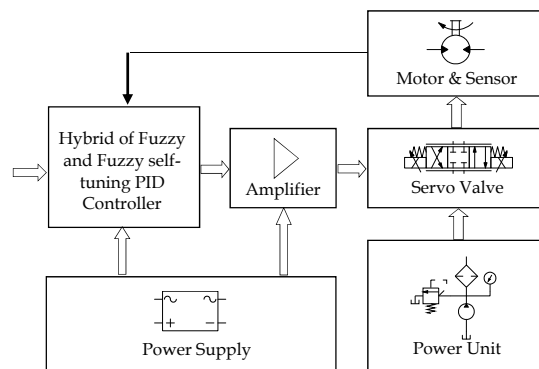 Motor & Sensor
Hybrid of Fuzzy
and Fuzzy self-
tuning PID
Controller
Amplifier
Servo Valve
Power Supply
Power Unit